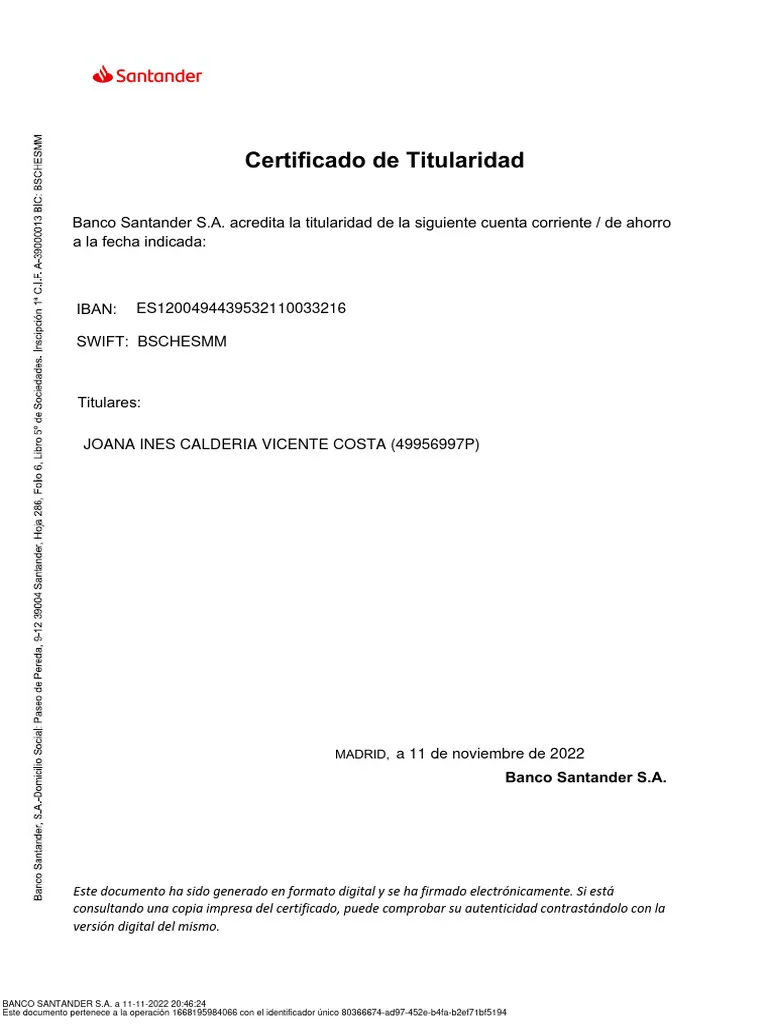 Santander
Certificado de Titularidad
Banco Santander S.A. acredita la titularidad de la siguiente cuenta corriente / de ahorro
a la fecha indicada:
IBAN: ES1200494439532110033216
SWIFT: BSCHESMM
Titulares:
JOANA INES CALDERIA VICENTE COSTA (49956997P)
MADRID, a 11 de noviembre de 2022
Banco Santander S.A.
Este documento ha sido generado en formato digital y se ha firmado electrónicamente. Si está
consultando una copia impresa del certificado, puede comprobar su autenticidad contrastándolo con la
versión digital del mismo.
Banco Santander, S.A.-Domicilio Social: Paseo de Pereda, 9-12 39004 Santander, Hoja 286, Folio 6, Libro 5º de Sociedades. Inscipción 1ª C.I.F. A-39000013 BIC: BSCHESMM
BANCO SANTANDER S.A. a 11-11-2022 20:46:24
Este documento pertenece a la operación 1668195984066 con el identificador único 80366674-ad97-452e-b4fa-b2ef71bf5194